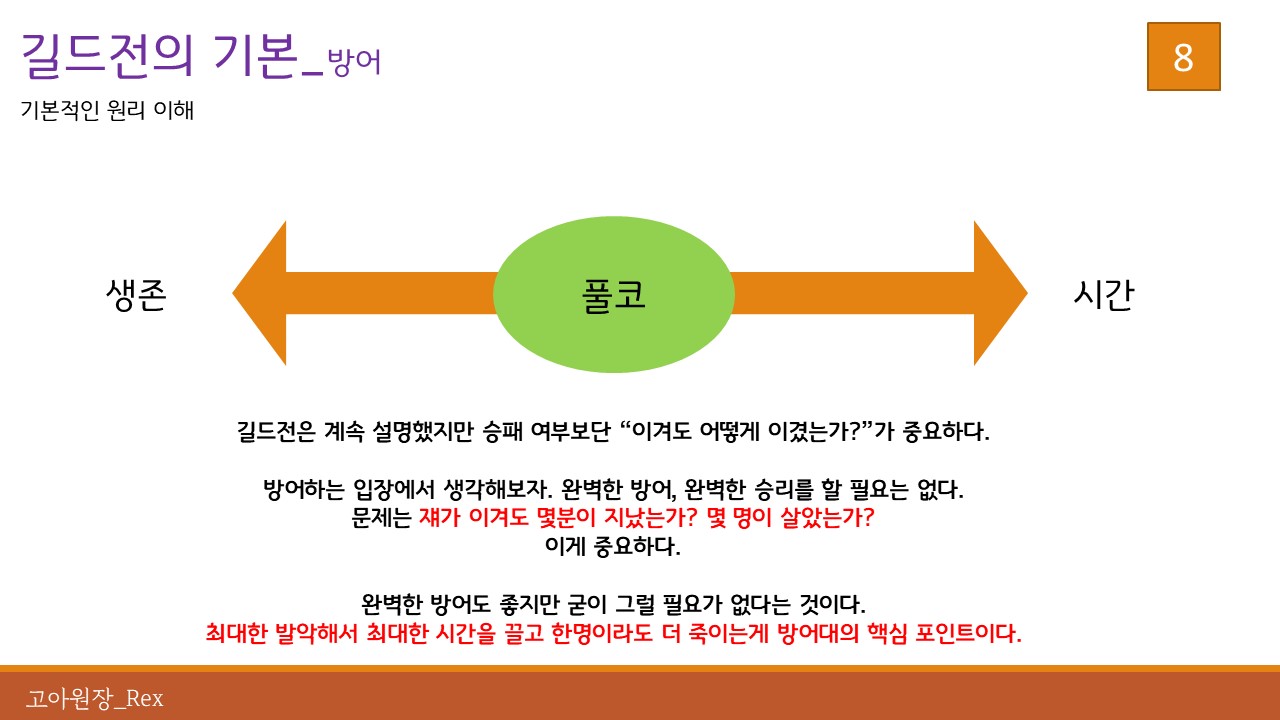 길드전의 기본_방어
8
기본적인 원리 이해
생존
풀코
시간
길드전은 계속 설명했지만 승패 여부보단 “이겨도 어떻게 이겼는가?”가 중요하다.
방어하는 입장에서 생각해보자. 완벽한 방어, 완벽한 승리를 할 필요는 없다.
문제는 쟤가 이겨도 몇분이 지났는가? 몇 명이 살았는가?
이게 중요하다.
완벽한 방어도 좋지만 굳이 그럴 필요가 없다는 것이다.
최대한 발악해서 최대한 시간을 끌고 한명이라도 더 죽이는게 방어대의 핵심 포인트이다.
고아원장_Rex